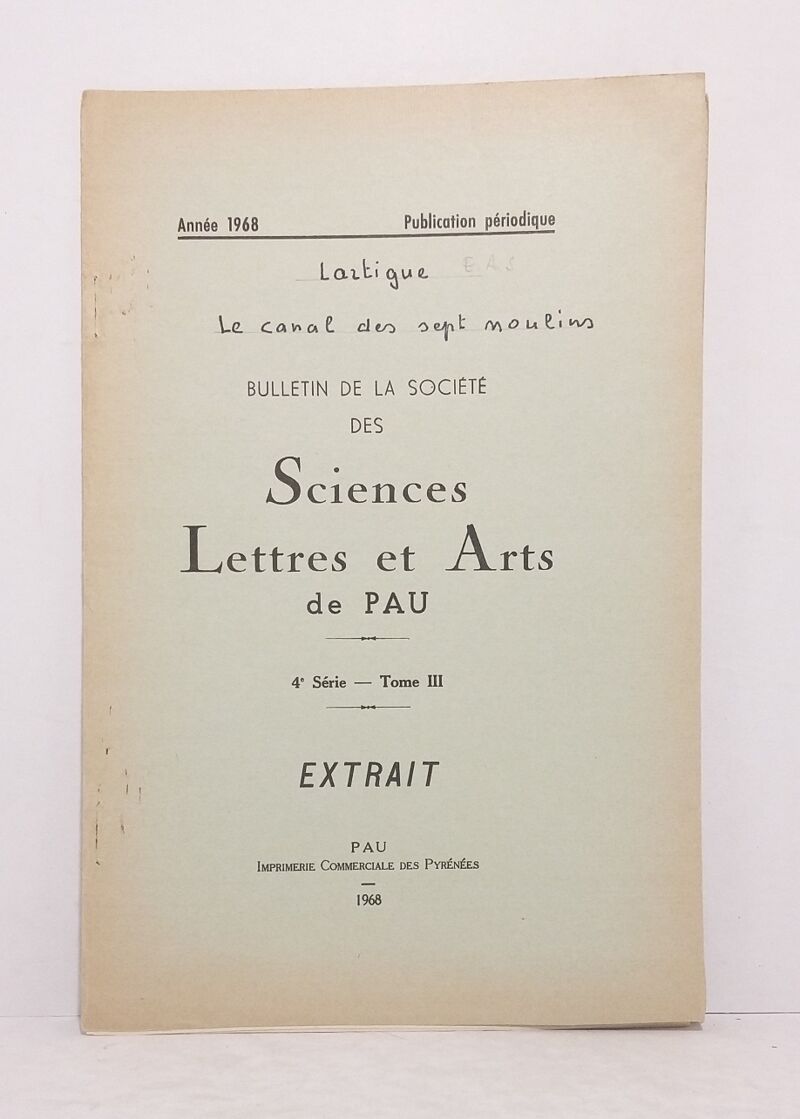 Année 1968 Publication périodique
Lartigue EAS
Le canal des sept moulins
BULLETIN DE LA SOCIÉTÉ
DES
Sciences
Lettres et Arts
de PAU
4e Série — Tome III
EXTRAIT
PAU
IMPRIMERIE COMMERCIALE DES PYRÉNÉES
1968